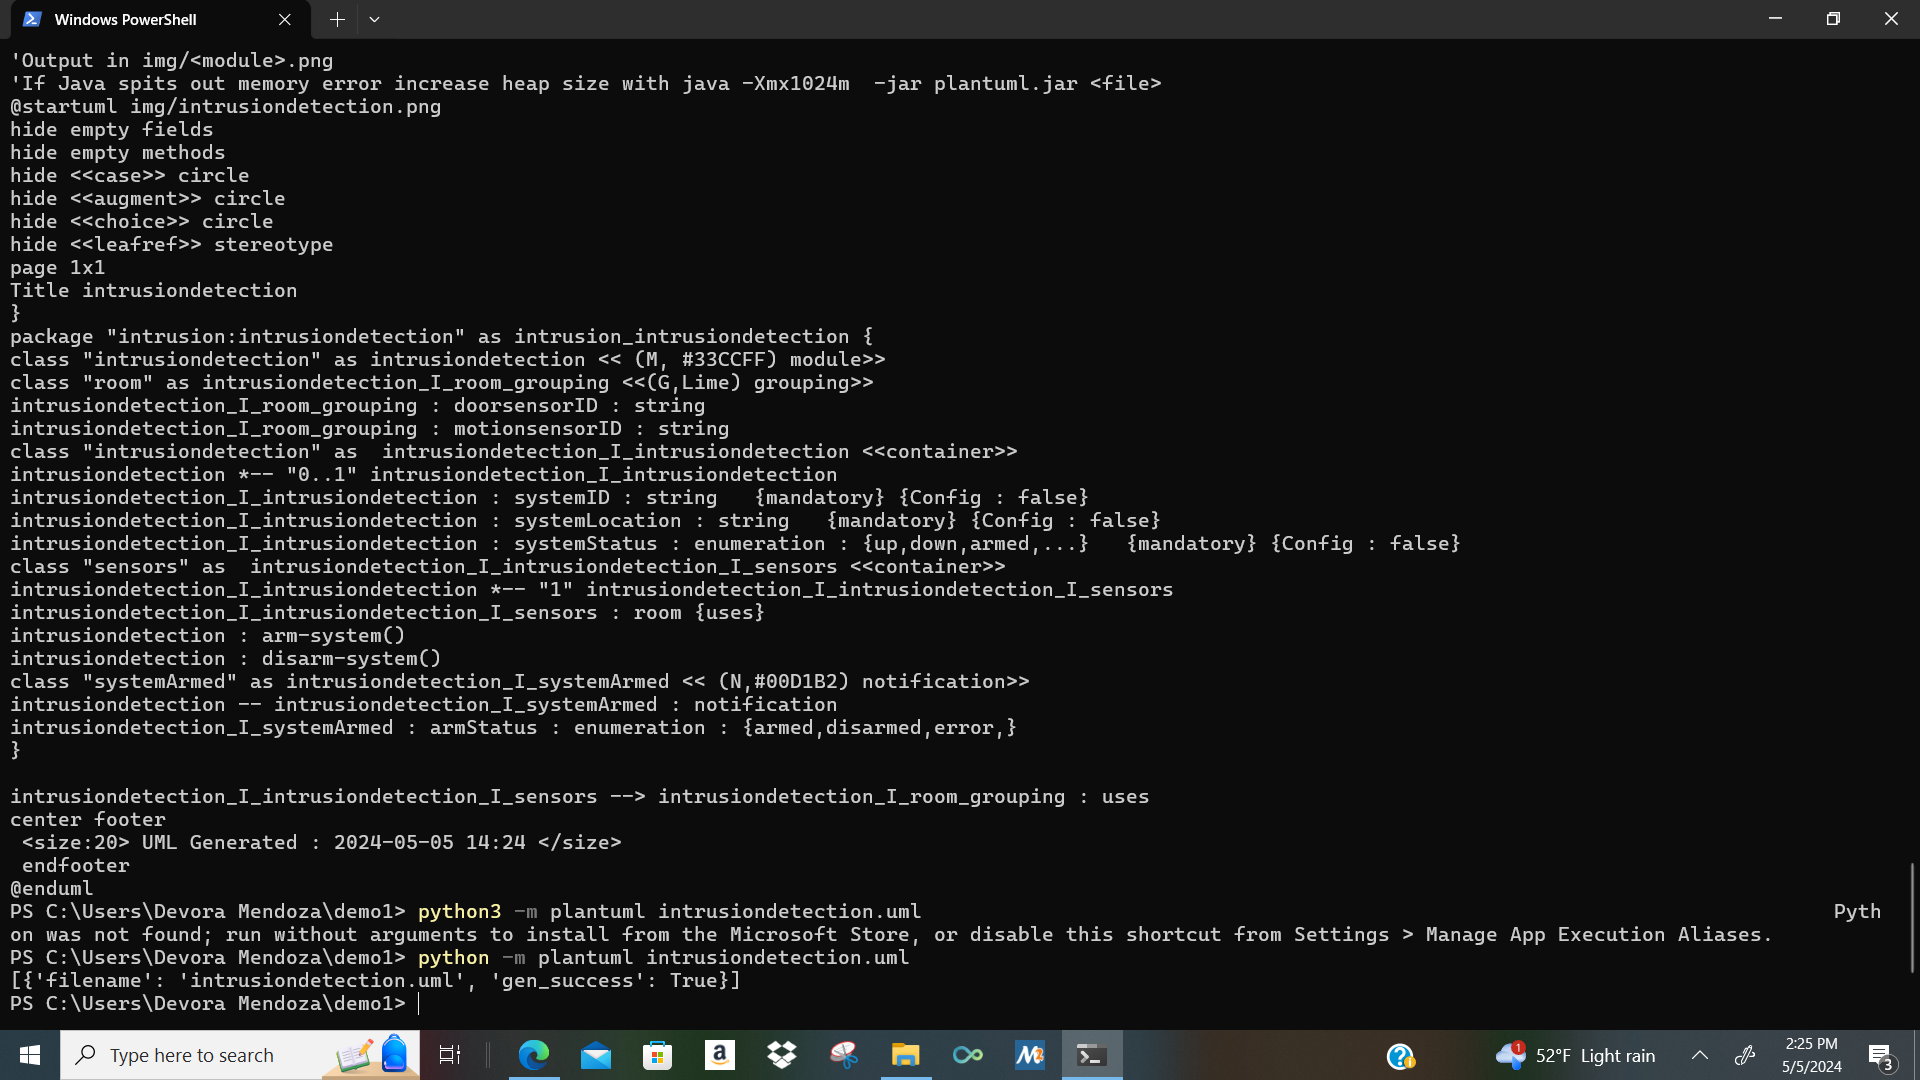 Windows PowerShell
'Output in img/<module>.png
'If Java spits out memory error increase heap size with java -Xmx1024m  -jar plantuml.jar <file>
@startuml img/intrusiondetection.png
hide empty fields
hide empty methods
hide <<case>> circle
hide <<augment>> circle
hide <<choice>> circle
hide <<leafref>> stereotype
page 1x1
Title intrusiondetection
}
package "intrusion:intrusiondetection" as intrusion_intrusiondetection {
class "intrusiondetection" as intrusiondetection << (M, #33CCFF) module>>
class "room" as intrusiondetection_I_room_grouping <<(G,Lime) grouping>>
intrusiondetection_I_room_grouping : doorsensorID : string
intrusiondetection_I_room_grouping : motionsensorID : string
class "intrusiondetection" as  intrusiondetection_I_intrusiondetection <<container>>
intrusiondetection *-- "0..1" intrusiondetection_I_intrusiondetection
intrusiondetection_I_intrusiondetection : systemID : string   {mandatory} {Config : false}
intrusiondetection_I_intrusiondetection : systemLocation : string   {mandatory} {Config : false}
intrusiondetection_I_intrusiondetection : systemStatus : enumeration : {up,down,armed,...}   {mandatory} {Config : false}
class "sensors" as  intrusiondetection_I_intrusiondetection_I_sensors <<container>>
intrusiondetection_I_intrusiondetection *-- "1" intrusiondetection_I_intrusiondetection_I_sensors
intrusiondetection_I_intrusiondetection_I_sensors : room {uses}
intrusiondetection : arm-system()
intrusiondetection : disarm-system()
class "systemArmed" as intrusiondetection_I_systemArmed << (N,#00D1B2) notification>>
intrusiondetection -- intrusiondetection_I_systemArmed : notification
intrusiondetection_I_systemArmed : armStatus : enumeration : {armed,disarmed,error,}
}
intrusiondetection_I_intrusiondetection_I_sensors --> intrusiondetection_I_room_grouping : uses
center footer
 <size:20> UML Generated : 2024-05-05 14:24 </size>
 endfooter
@enduml
PS C:\Users\Devora Mendoza\demo1> python3 -m plantuml intrusiondetection.uml Pyth
on was not found; run without arguments to install from the Microsoft Store, or disable this shortcut from Settings > Manage App Execution Aliases.
PS C:\Users\Devora Mendoza\demo1> python -m plantuml intrusiondetection.uml
[{'filename': 'intrusiondetection.uml', 'gen_success': True}]
PS C:\Users\Devora Mendoza\demo1>
Type here to search
1
52°F Light rain
2:25 PM
5/5/2024
3